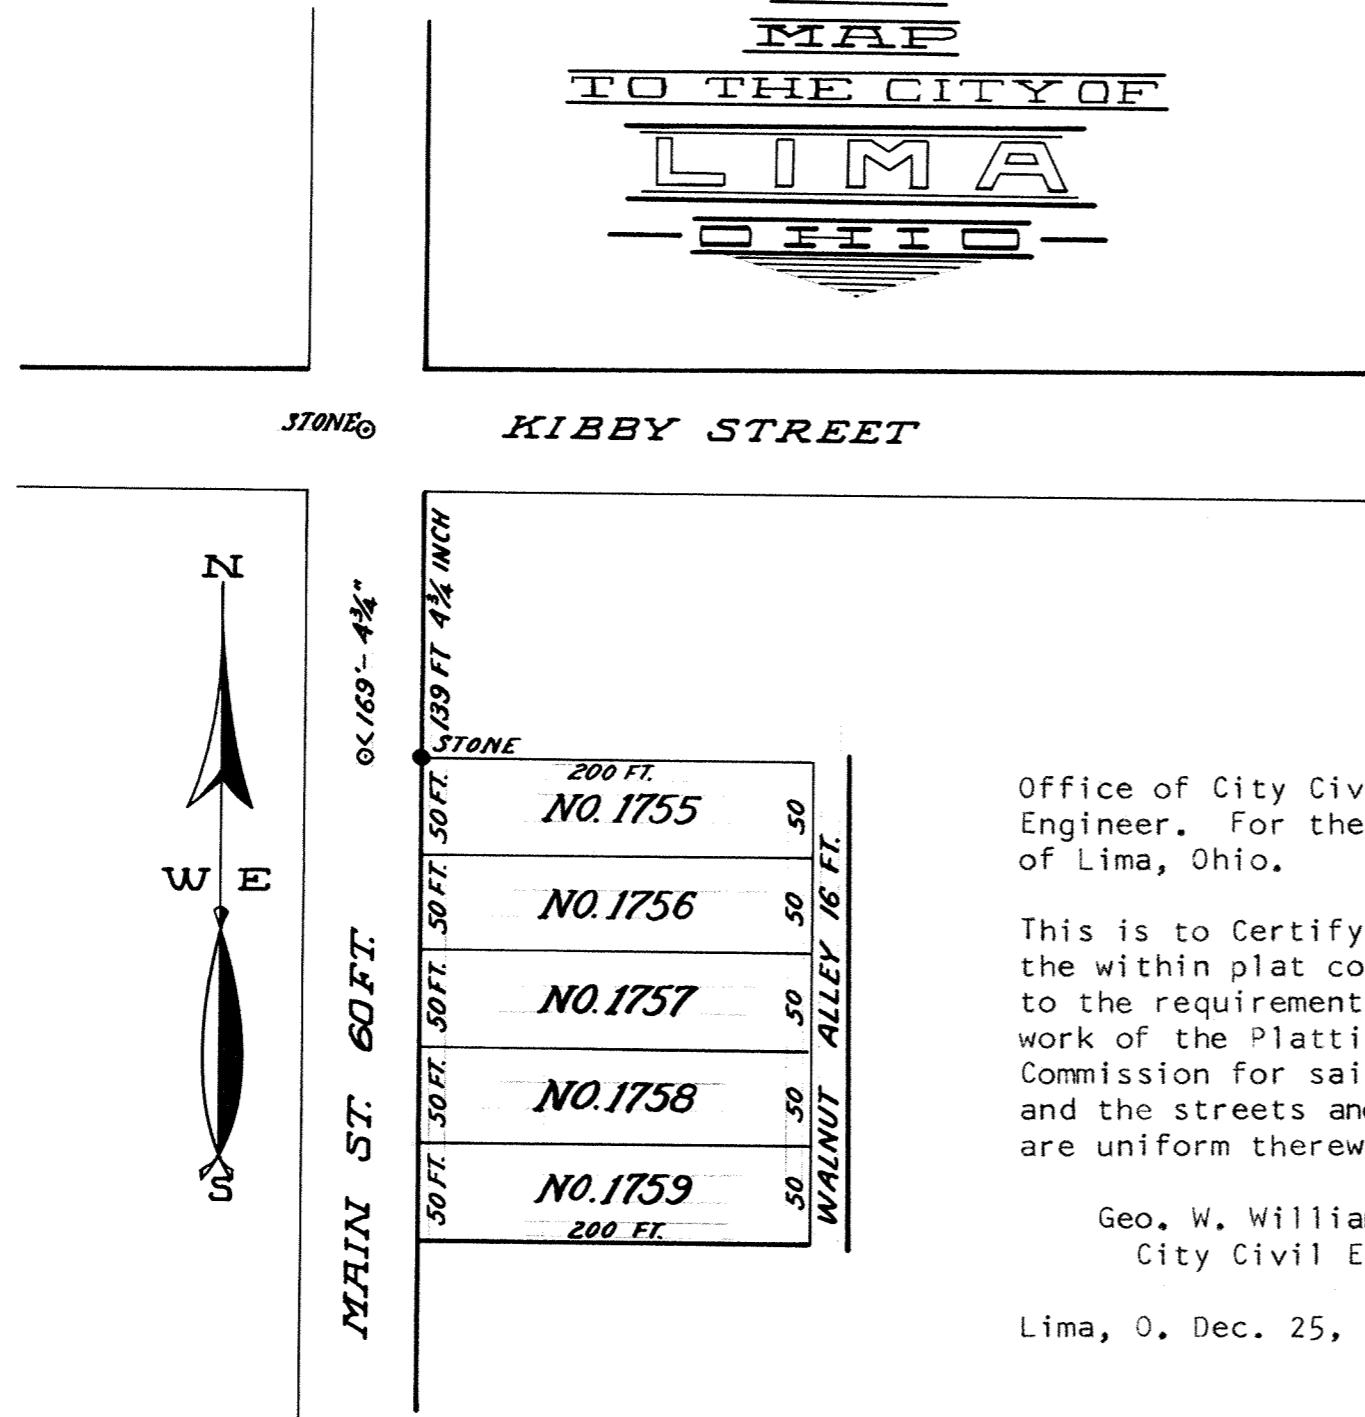 MAP
TO THE CITY OF
LIMA
OHIO
STONE
KIBBY STREET
N
W E
S
169'- 4¾"
139 FT 4¾ INCH
STONE
MAIN ST. 60FT.
200 FT.
50 FT.
NO. 1755
50
50 FT.
NO. 1756
50
50 FT.
NO. 1757
50
50 FT.
NO. 1758
50
50 FT.
NO. 1759
50
200 FT.
WALNUT ALLEY 16 FT.
Office of City Civ
Engineer. For the
of Lima, Ohio.
This is to Certify
the within plat co
to the requirement
work of the Platti
Commission for sai
and the streets and
are uniform therew
Geo. W. Willia
City Civil E
Lima, O. Dec. 25,